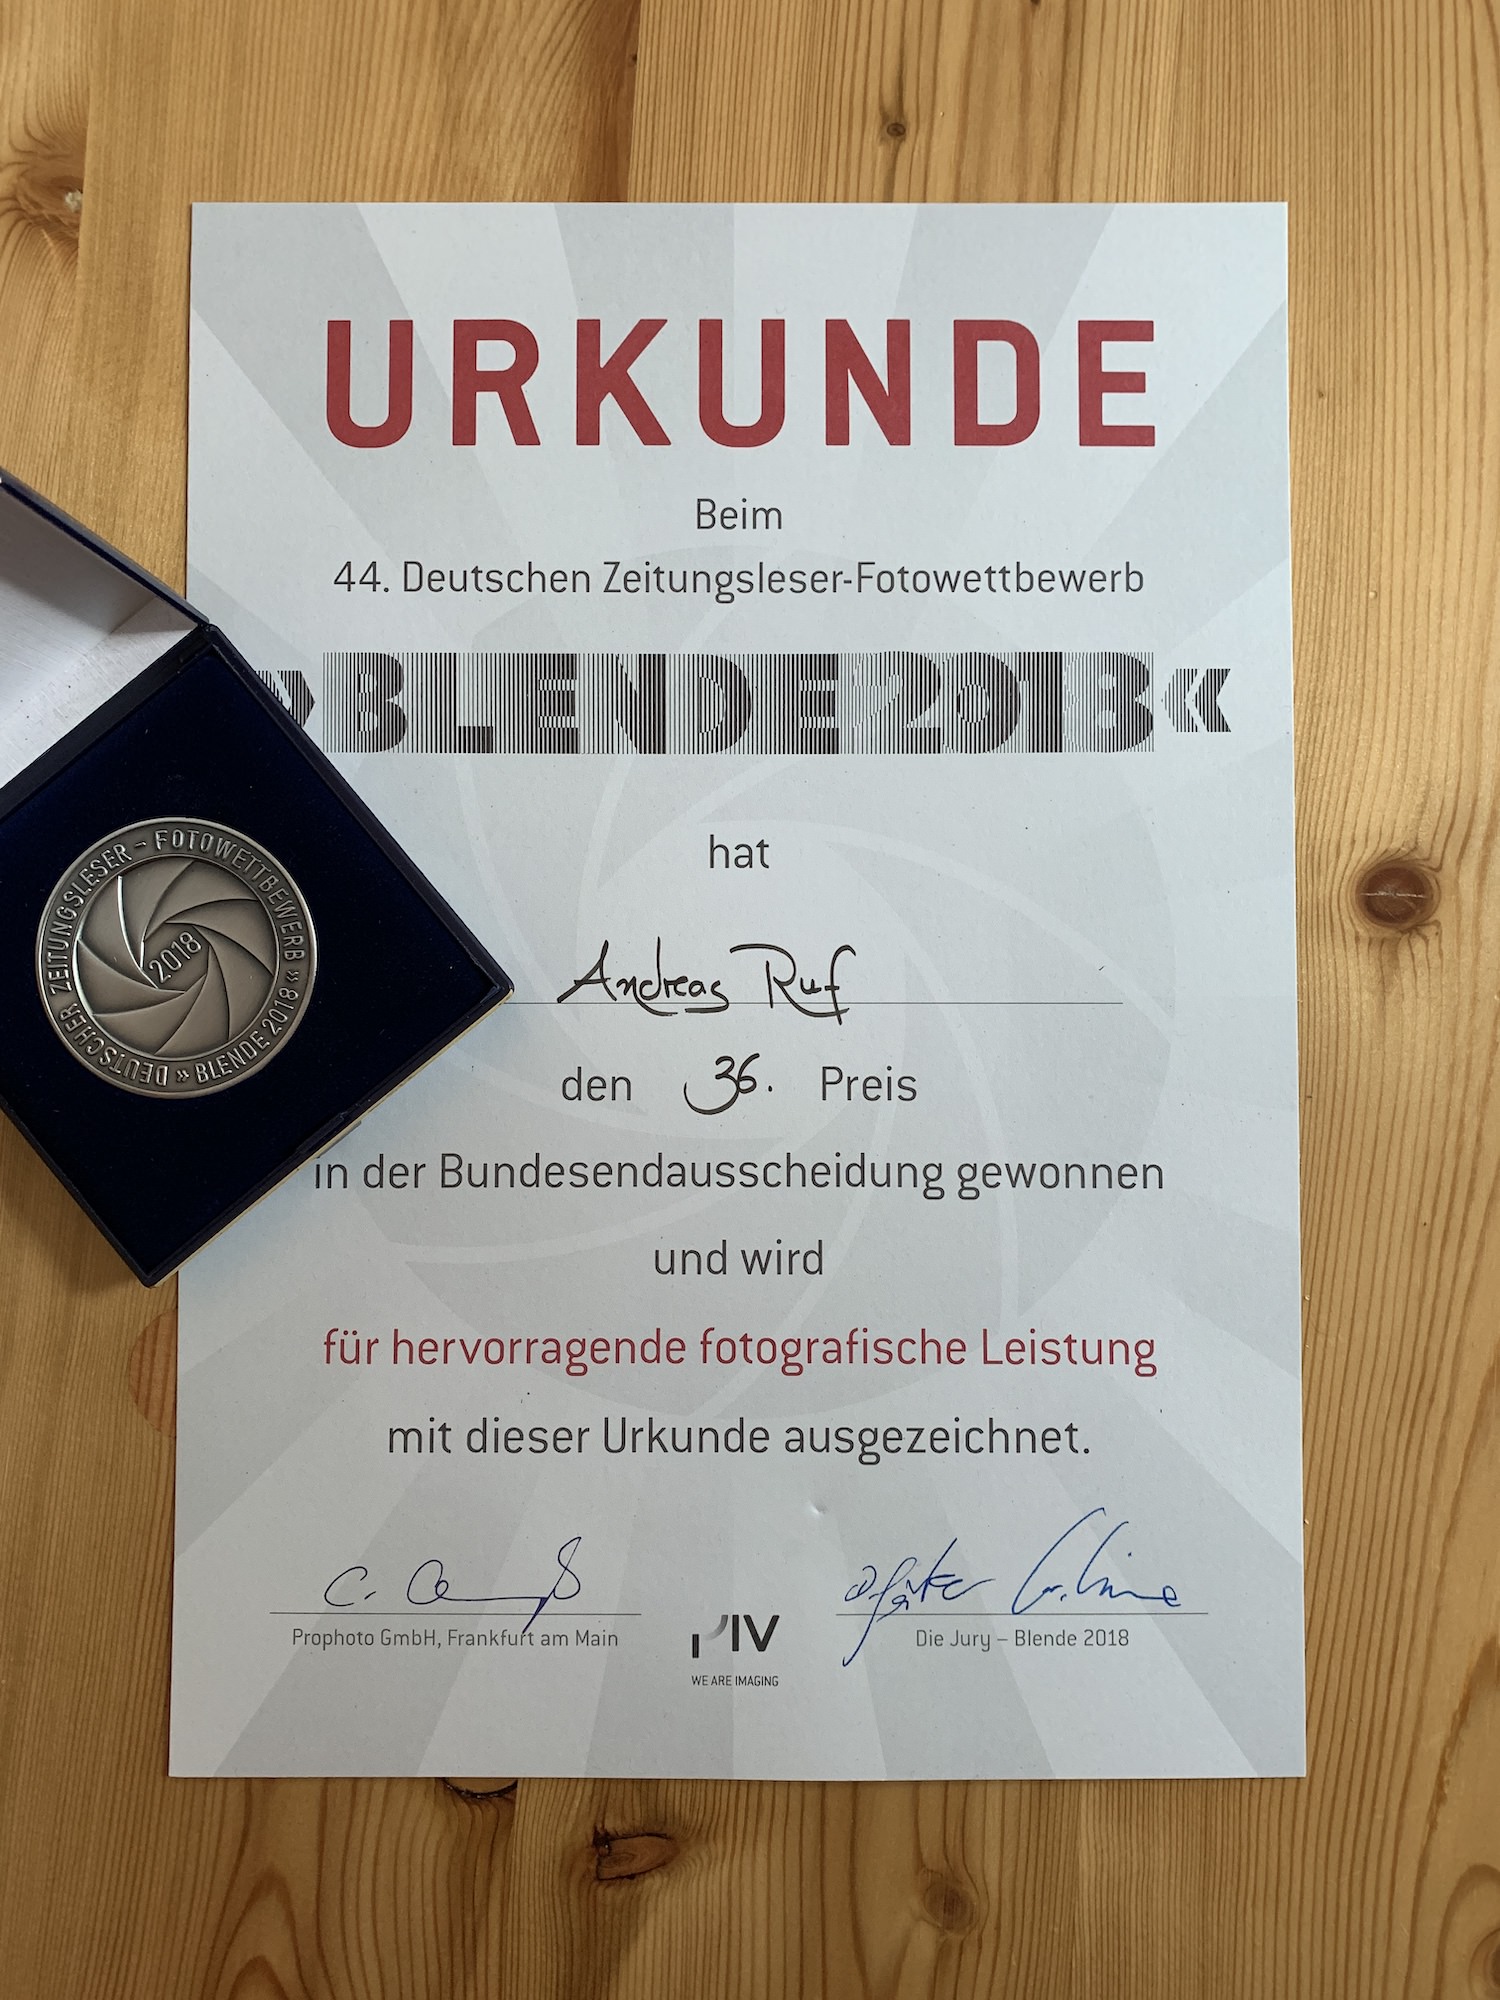 URKUNDE
Beim
44. Deutschen Zeitungsleser-Fotowettbewerb
»BLENDE2018«
hat
Andreas Ruf
den 36. Preis
in der Bundesendausscheidung gewonnen
und wird
für hervorragende fotografische Leistung
mit dieser Urkunde ausgezeichnet.
Prophoto GmbH, Frankfurt am Main
Die Jury – Blende 2018
PIV
WE ARE IMAGING
DEUTSCHER ZEITUNGSLESER - FOTOWETTBEWERB » BLENDE 2018 «
2018